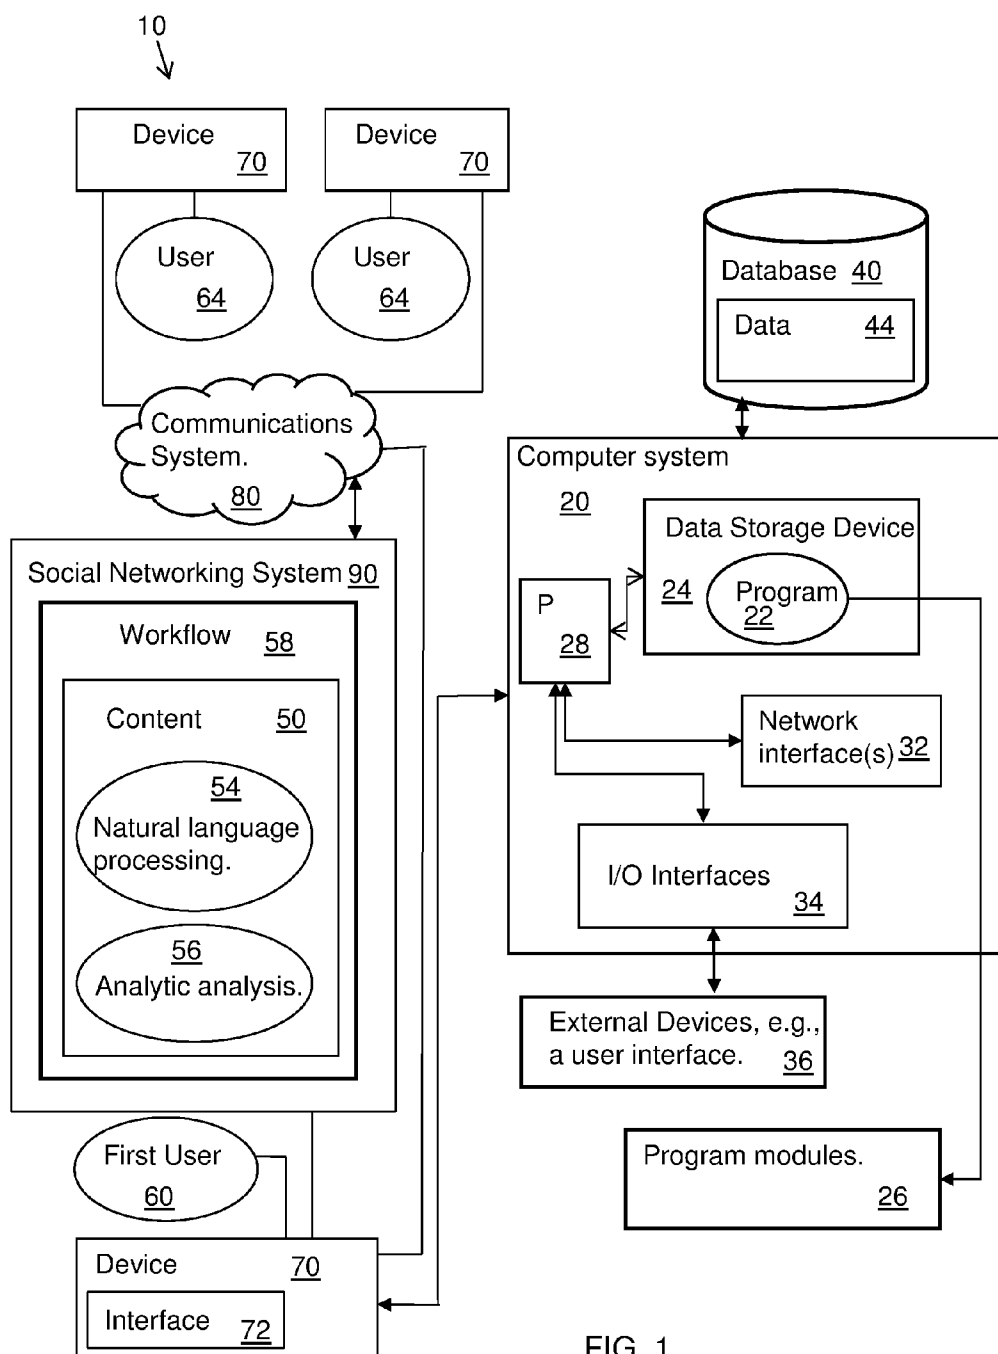 10
Device
70
Device
70
User
64
User
64
Database 40
Data 44
Communications
System.
80
Computer system
20
Data Storage Device
24
Program
22
P
28
Network
interface(s) 32
I/O Interfaces
34
Social Networking System 90
Workflow 58
Content 50
54
Natural language
processing.
56
Analytic analysis.
External Devices, e.g.,
a user interface. 36
First User
60
Program modules.
26
Device 70
Interface 72
FIG. 1